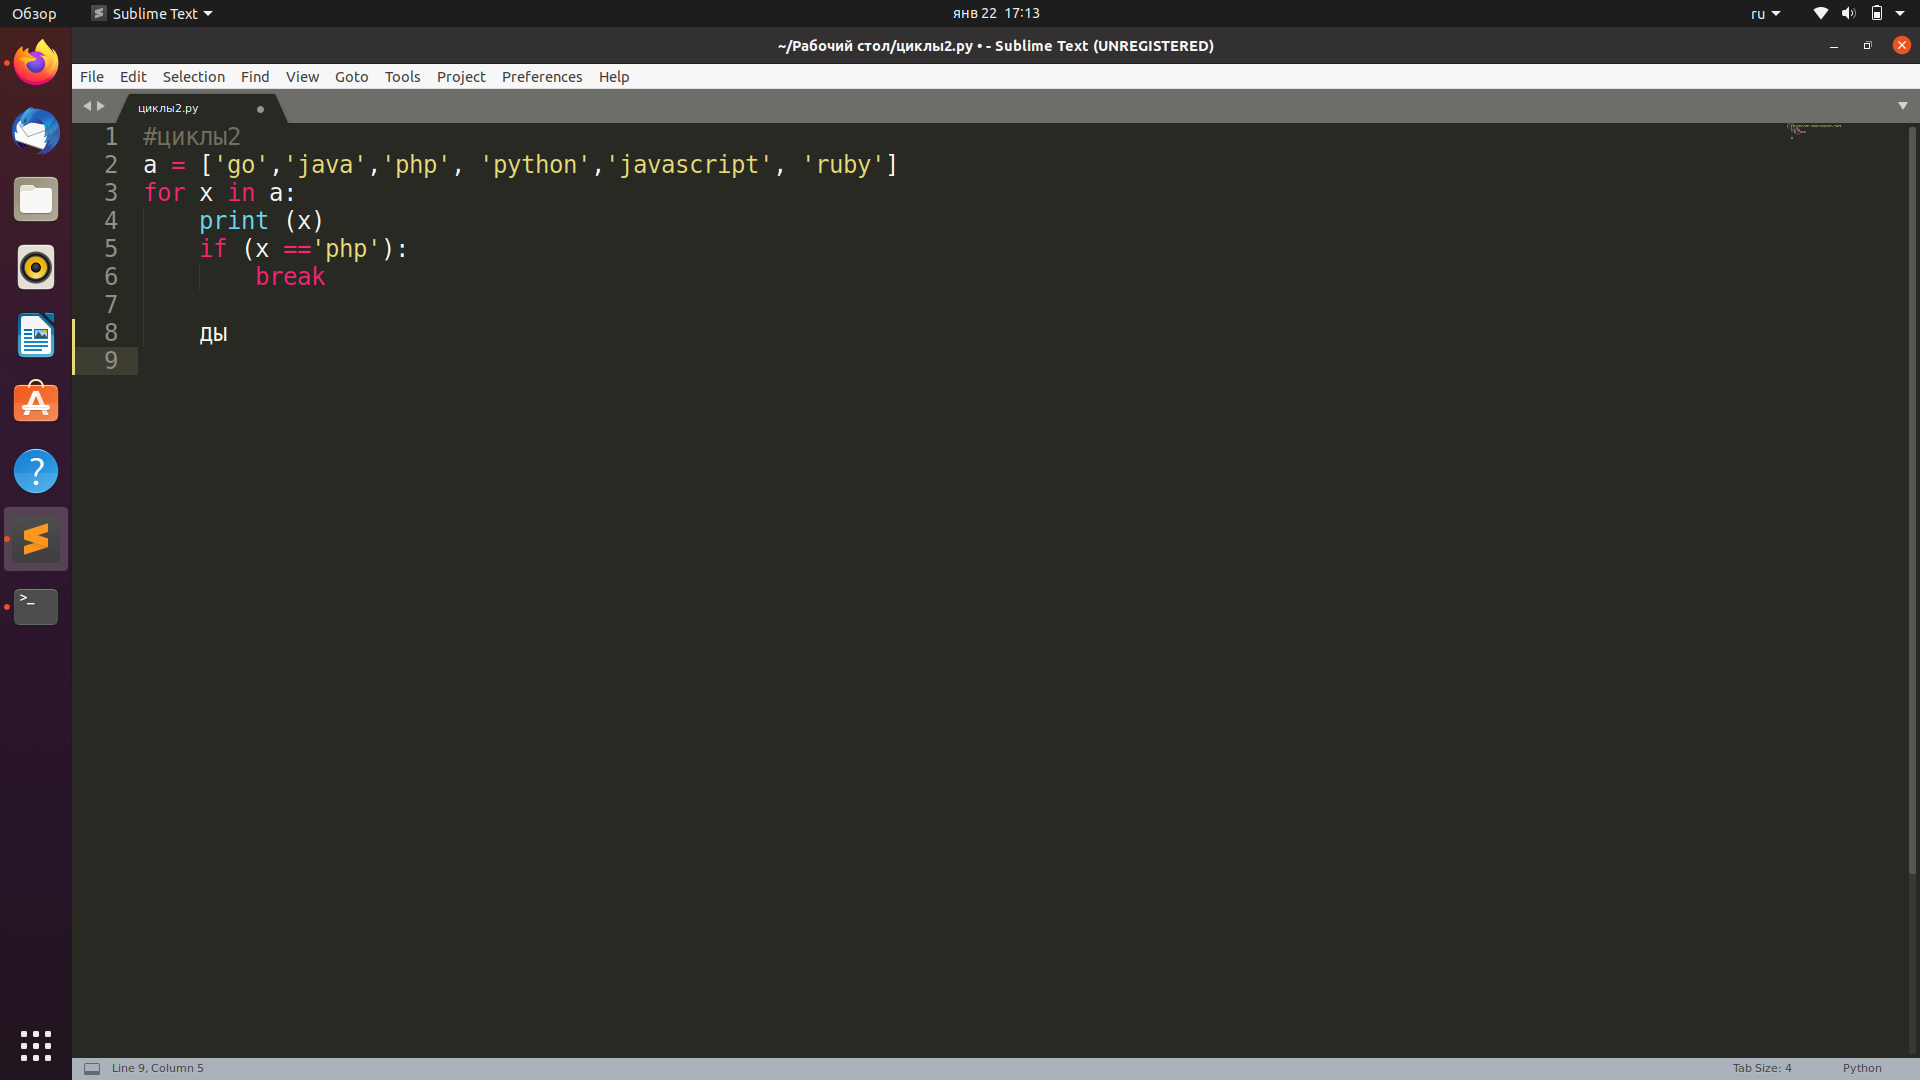 Обзор Sublime Text янв 22 17:13 ru
~/Рабочий стол/циклы2.py • - Sublime Text (UNREGISTERED)
File Edit Selection Find View Goto Tools Project Preferences Help
циклы2.py
1 #циклы2
2 a = ['go','java','php', 'python','javascript', 'ruby']
3 for x in a:
4 print (x)
5 if (x =='php'):
6 break
7
8 Ды
9
Line 9, Column 5 Tab Size: 4 Python